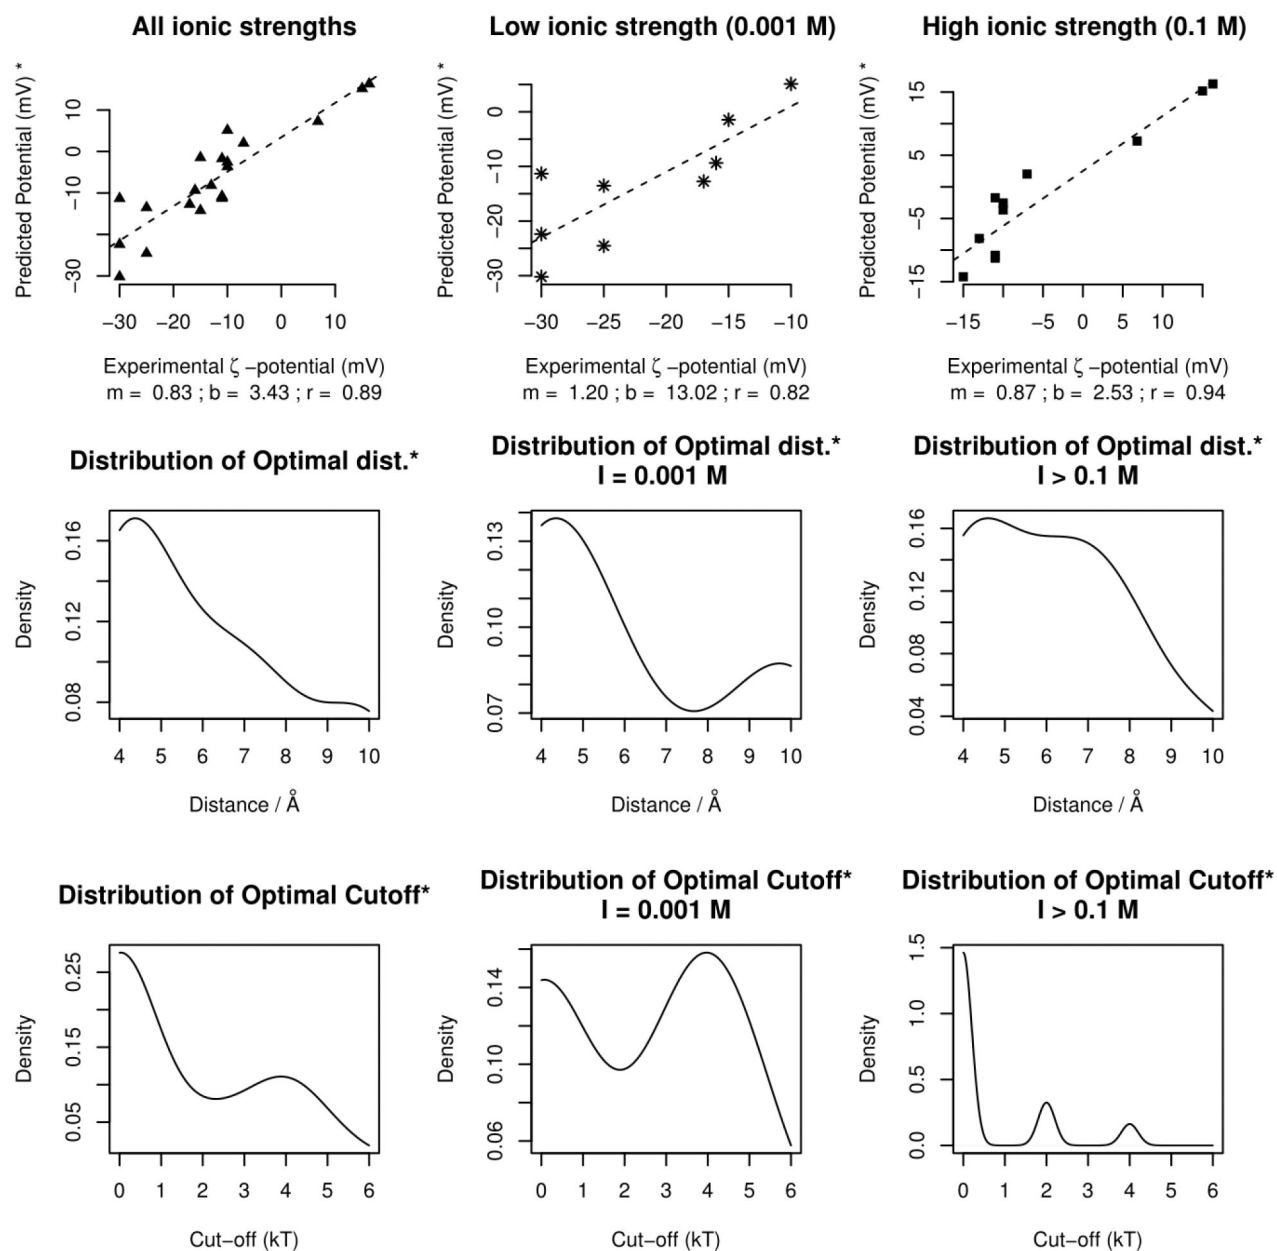 All ionic strengths
Predicted Potential (mV) *
10
0
−10
−30
−30 −20 −10 0 10
Experimental ζ −potential (mV)
m = 0.83 ; b = 3.43 ; r = 0.89
Low ionic strength (0.001 M)
Predicted Potential (mV) *
0
−10
−20
−30
−30 −25 −20 −15 −10
Experimental ζ −potential (mV)
m = 1.20 ; b = 13.02 ; r = 0.82
High ionic strength (0.1 M)
Predicted Potential (mV) *
15
5
−5
−15
−15 −5 0 5 10
Experimental ζ −potential (mV)
m = 0.87 ; b = 2.53 ; r = 0.94
Distribution of Optimal dist.*
Density
0.16
0.12
0.08
4 5 6 7 8 9 10
Distance / Å
Distribution of Optimal dist.*
I = 0.001 M
Density
0.13
0.10
0.07
4 5 6 7 8 9 10
Distance / Å
Distribution of Optimal dist.*
I > 0.1 M
Density
0.16
0.12
0.08
0.04
4 5 6 7 8 9 10
Distance / Å
Distribution of Optimal Cutoff*
Density
0.25
0.15
0.05
0 1 2 3 4 5 6
Cut−off (kT)
Distribution of Optimal Cutoff*
I = 0.001 M
Density
0.14
0.10
0.06
0 1 2 3 4 5 6
Cut−off (kT)
Distribution of Optimal Cutoff*
I > 0.1 M
Density
1.5
1.0
0.5
0.0
0 1 2 3 4 5 6
Cut−off (kT)